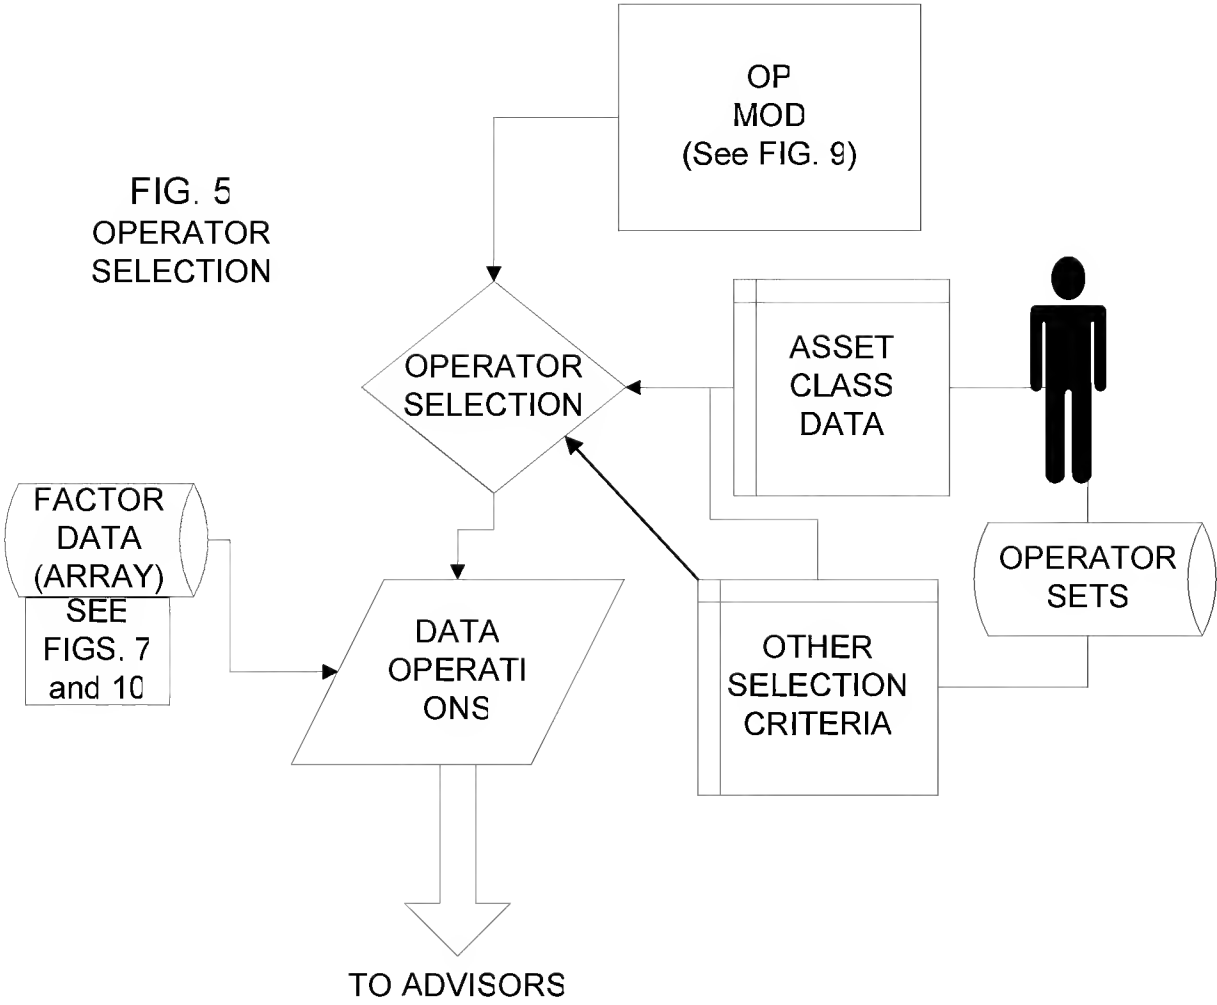 OP
MOD
(See FIG. 9)
FIG. 5
OPERATOR
SELECTION
OPERATOR
SELECTION
ASSET
CLASS
DATA
FACTOR
DATA
(ARRAY)
SEE
FIGS. 7
and 10
OPERATOR
SETS
DATA
OPERATI
ONS
OTHER
SELECTION
CRITERIA
TO ADVISORS